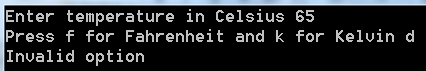 Enter temperature in Celsius 65
Press f for Fahrenheit and k for Kelvin d
Invalid option